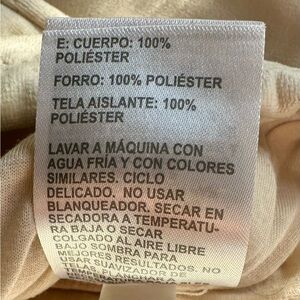 E: CUERPO: 100%
POLIÉSTER
FORRO: 100% POLIÉSTER
TELA AISLANTE: 100%
POLIÉSTER
LAVAR A MÁQUINA CON
AGUA FRÍA Y CON COLORES
SIMILARES. CICLO
DELICADO. NO USAR
BLANQUEADOR. SECAR EN
SECADORA A TEMPERATU-
RA BAJA O SECAR
COLGADO AL AIRE LIBRE
BAJO SOMBRA PARA
MEJORES RESULTADOS. NO
SUAVIZADOR DE